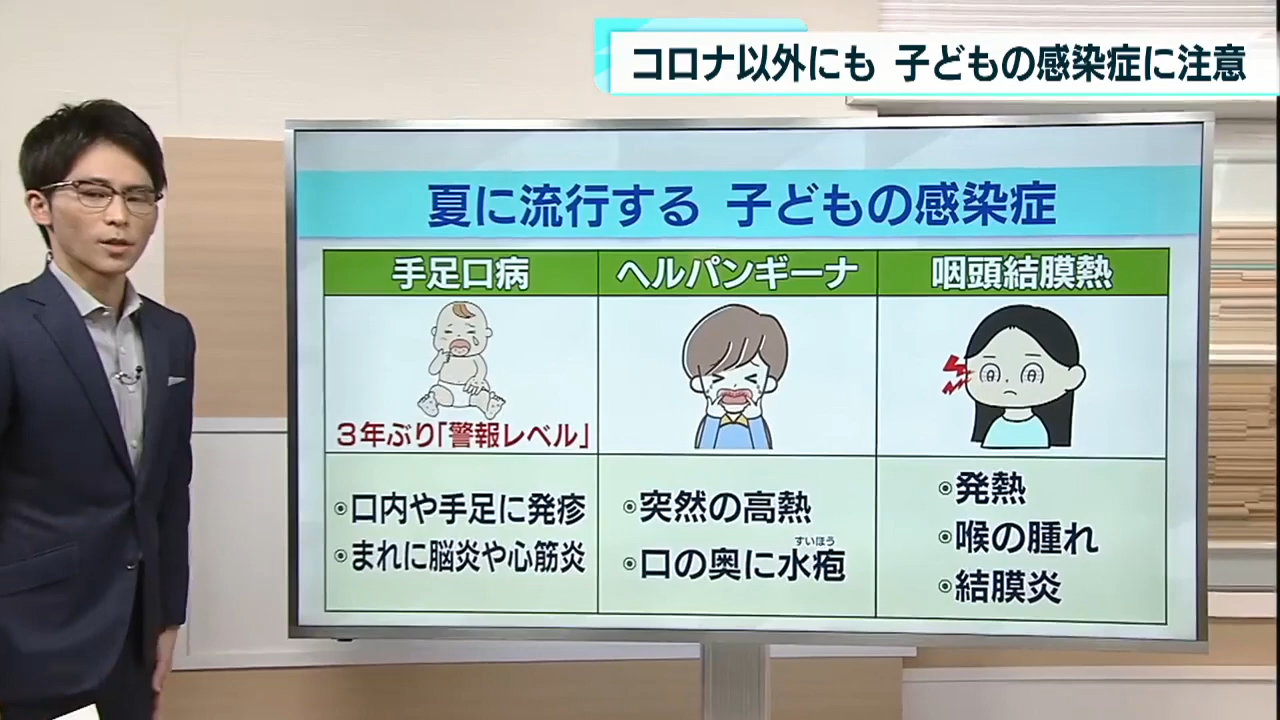 コロナ以外にも 子どもの感染症に注意
夏に流行する 子どもの感染症
手足口病
3年ぶり「警報レベル」
◎口内や手足に発疹
◎まれに脳炎や心筋炎
ヘルパンギーナ
◎突然の高熱
すいほう
◎口の奥に水疱
咽頭結膜熱
◎発熱
◎喉の腫れ
◎結膜炎